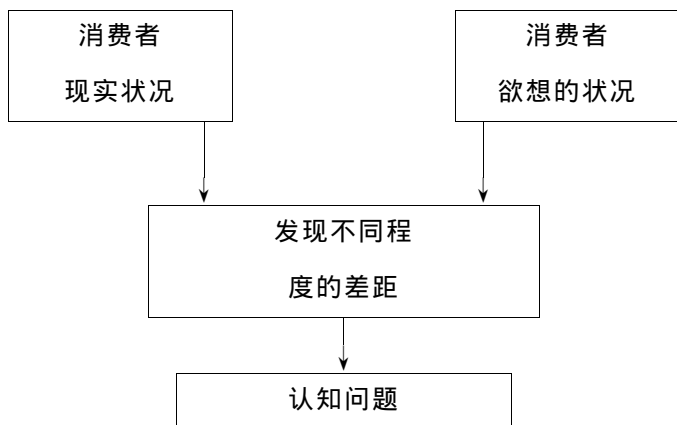 消费者
现实状况
消费者
欲想的状况
发现不同程
度的差距
认知问题